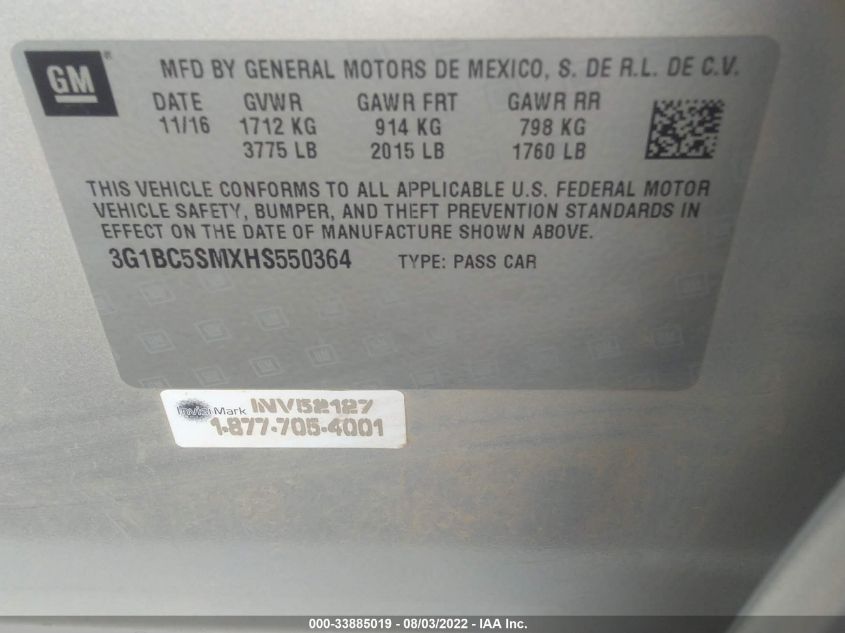 GM
MFD BY GENERAL MOTORS DE MEXICO, S. DE R.L. DE C.V.
DATE GVWR GAWR FRT GAWR RR
11/16 1712 KG 914 KG 798 KG
3775 LB 2015 LB 1760 LB
THIS VEHICLE CONFORMS TO ALL APPLICABLE U.S. FEDERAL MOTOR
VEHICLE SAFETY, BUMPER, AND THEFT PREVENTION STANDARDS IN
EFFECT ON THE DATE OF MANUFACTURE SHOWN ABOVE.
3G1BC5SMXHS550364 TYPE: PASS CAR
InvisiMark INV52127
1-877-705-4001
000-33885019 - 08/03/2022 - IAA Inc.